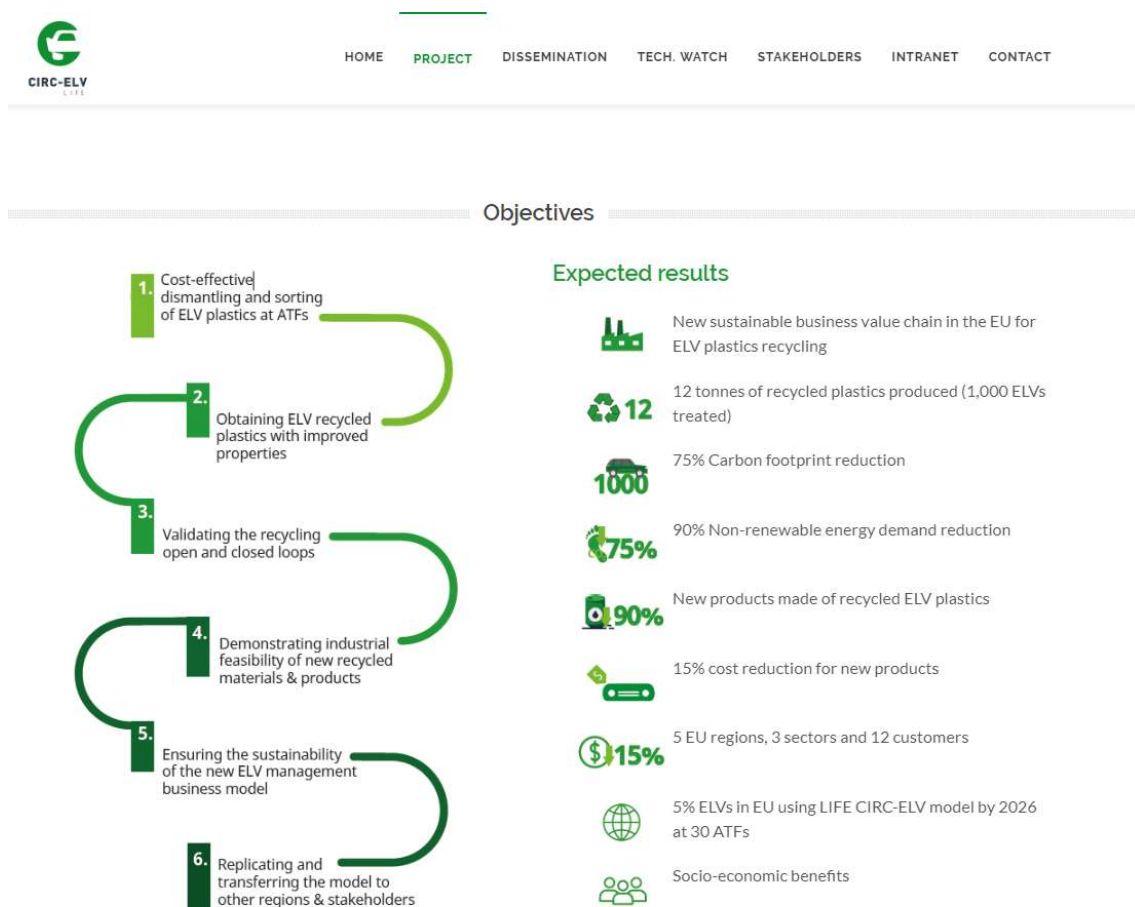 CIRC-ELV
LIFE
HOME PROJECT DISSEMINATION TECH. WATCH STAKEHOLDERS INTRANET CONTACT
Objectives
1.
Cost-effective
dismantling and sorting
of ELV plastics at ATFs
2.
Obtaining ELV recycled
plastics with improved
properties
3.
Validating the recycling
open and closed loops
4.
Demonstrating industrial
feasibility of new recycled
materials & products
5.
Ensuring the sustainability
of the new ELV management
business model
6.
Replicating and
transferring the model to
other regions & stakeholders
Expected results
New sustainable business value chain in the EU for
ELV plastics recycling
12
12 tonnes of recycled plastics produced (1,000 ELVs
treated)
1000
75% Carbon footprint reduction
75%
90% Non-renewable energy demand reduction
90%
New products made of recycled ELV plastics
15% cost reduction for new products
$ 15%
5 EU regions, 3 sectors and 12 customers
5% ELVs in EU using LIFE CIRC-ELV model by 2026
at 30 ATFs
Socio-economic benefits